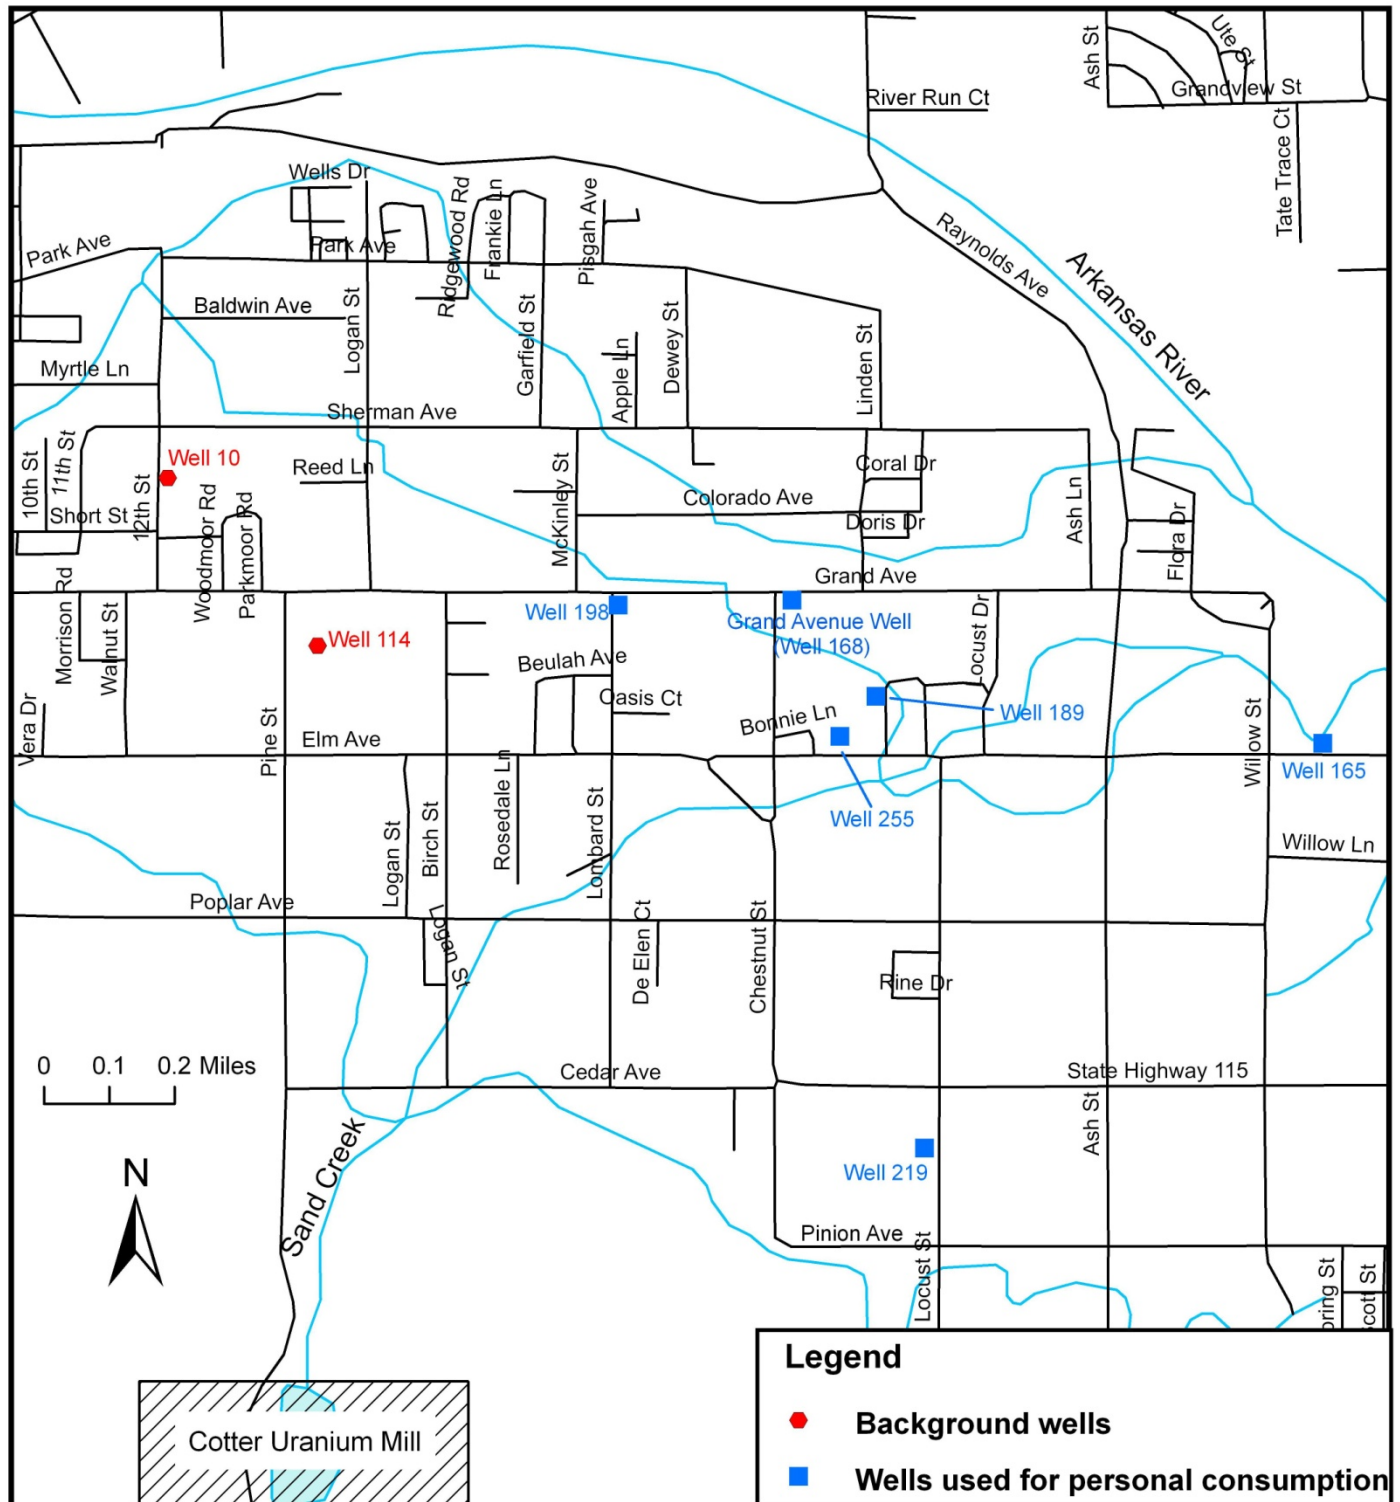 Ute St
Ash St
Grandview St
River Run Ct
Tate Trace Ct
Wells Dr
Ridgewood Rd
Frankie Ln
Pisgah Ave
Park Ave
Park Ave
Raynolds Ave
Arkansas River
Baldwin Ave
Logan St
Garfield St
Dewey St
Apple Ln
Linden St
Myrtle Ln
Sherman Ave
10th St
11th St
Well 10
Reed Ln
McKinley St
Coral Dr
Colorado Ave
Ash Ln
Short St
12th St
Woodmoor Rd
Parkmoor Rd
Doris Dr
Flora Dr
Grand Ave
Morrison Rd
Walnut St
Well 114
Well 198
Grand Avenue Well
(Well 168)
Locust Dr
Beulah Ave
Oasis Ct
Bonnie Ln
Well 189
Vera Dr
Pine St
Elm Ave
Willow St
Well 165
Rosedale Ln
Lombard St
Well 255
Logan St
Birch St
Willow Ln
Poplar Ave
Logan St
De Elen Ct
Chestnut St
Rine Dr
0 0.1 0.2 Miles
Cedar Ave
State Highway 115
Ash St
Sand Creek
N
Well 219
Pinion Ave
Locust St
pring St
cott St
Cotter Uranium Mill
Legend
Background wells
Wells used for personal consumption